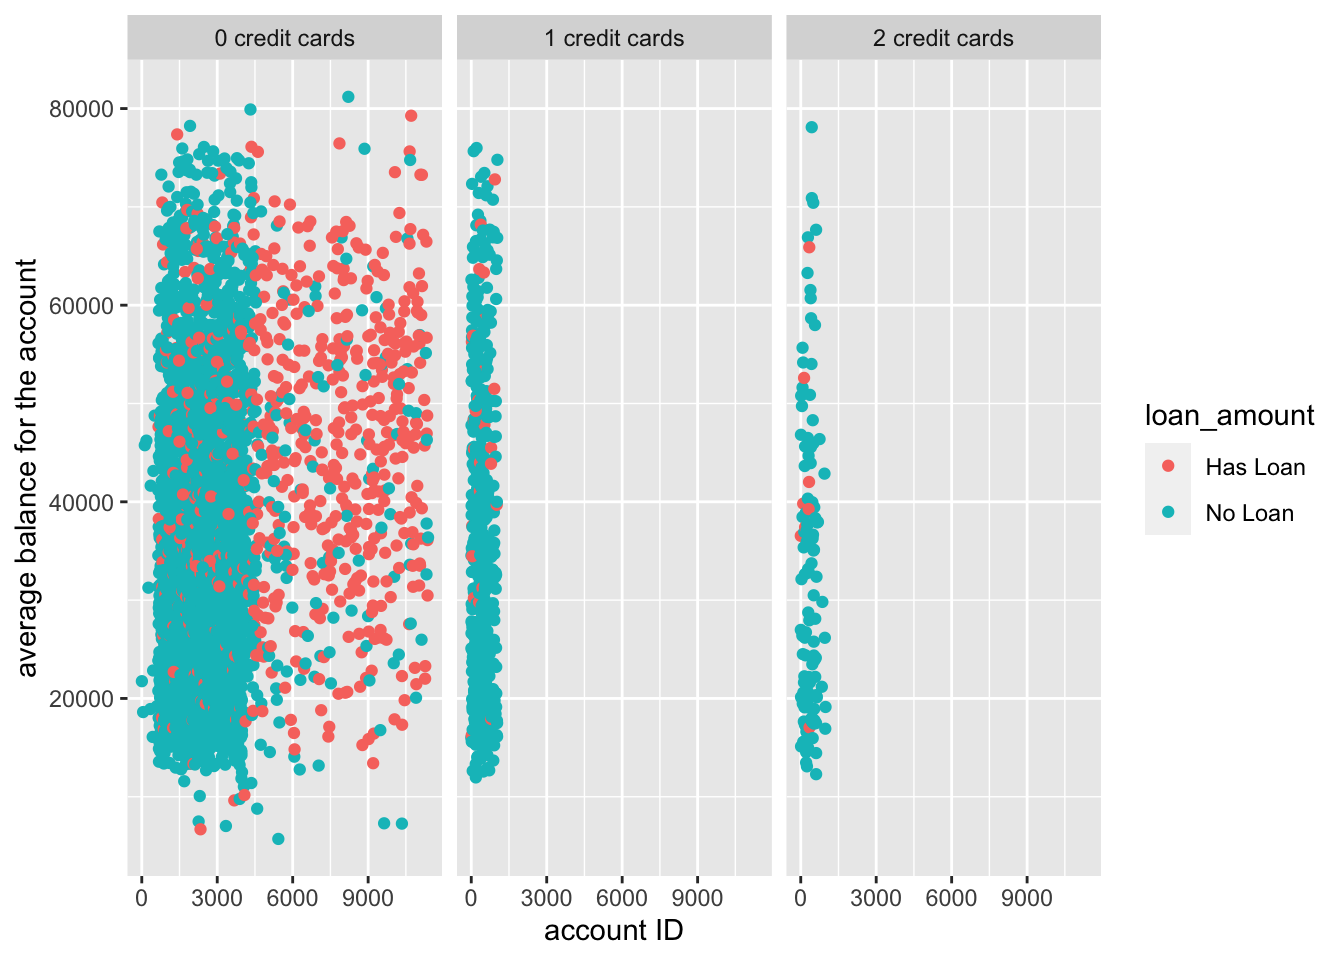 0 credit cards 1 credit cards 2 credit cards
80000
60000
40000
20000
average balance for the account
0 3000 6000 9000 0 3000 6000 9000 0 3000 6000 9000
account ID
loan_amount
Has Loan
No Loan